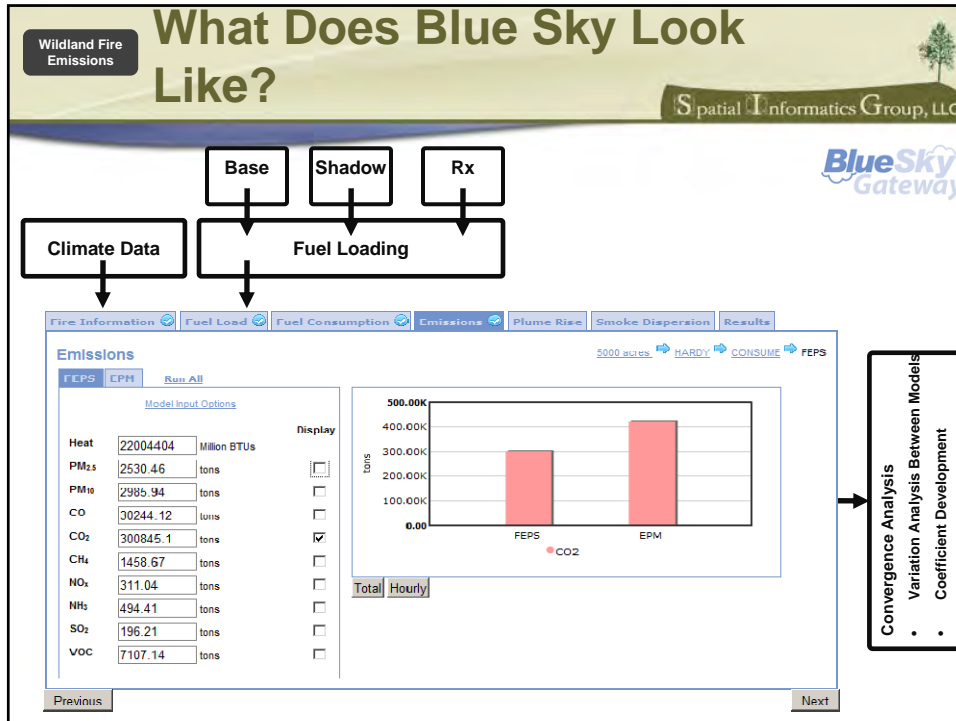 Wildland Fire
Emissions
What Does Blue Sky Look
Like?
Spatial Informatics Group, LLC
BlueSky
Gateway
Base
Shadow
Rx
Climate Data
Fuel Loading
Fire Information
Fuel Load
Fuel Consumption
Emissions
Plume Rise
Smoke Dispersion
Results
Emissions
5000 acres
HARDY
CONSUME
FEPS
FEPS
EPM
Run All
Model Input Options
Display
Heat 22004404 Million BTUs
PM2.5 2530.46 tons
PM10 2985.94 tons
CO 30244.12 tons
CO2 300845.1 tons
CH4 1458.67 tons
NOx 311.04 tons
NH3 494.41 tons
SO2 196.21 tons
VOC 7107.14 tons
500.00K
400.00K
300.00K
200.00K
100.00K
0.00
tons
FEPS
EPM
CO2
Total
Hourly
Convergence Analysis
• Variation Analysis Between Models
• Coefficient Development
Previous
Next